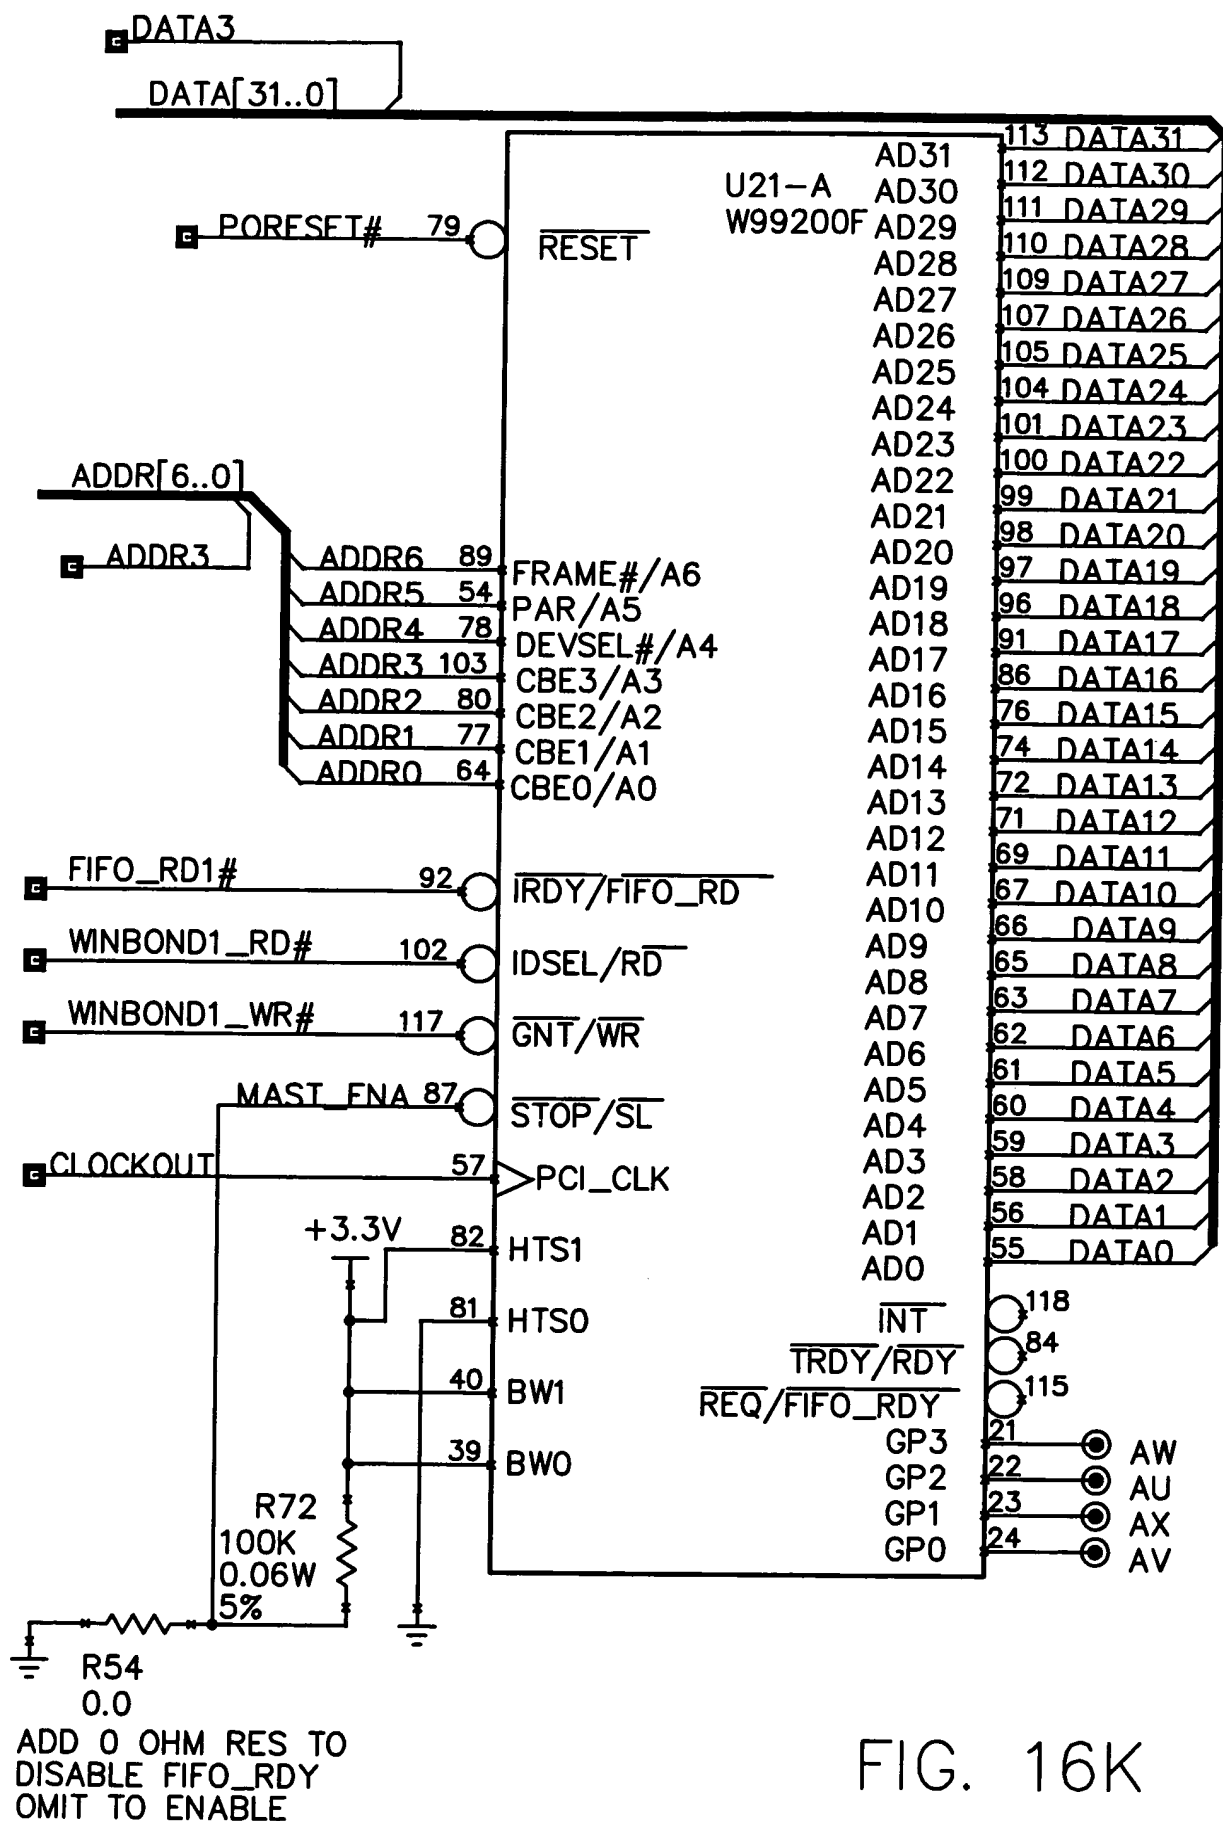 DATA3
DATA[31..0]
U21-A
W99200F
PORESET# 79 RESET
ADDR[6..0]
ADDR3
ADDR6 89 FRAME#/A6
ADDR5 54 PAR/A5
ADDR4 78 DEVSEL#/A4
ADDR3 103 CBE3/A3
ADDR2 80 CBE2/A2
ADDR1 77 CBE1/A1
ADDR0 64 CBE0/A0
FIFO_RD1# 92 IRDY/FIFO_RD
WINBOND1_RD# 102 IDSEL/RD
WINBOND1_WR# 117 GNT/WR
MAST_ENA 87 STOP/SL
CLOCKOUT 57 PCI_CLK
+3.3V
82 HTS1
81 HTS0
40 BW1
39 BW0
R72
100K
0.06W
5%
R54
0.0
ADD 0 OHM RES TO
DISABLE FIFO_RDY
OMIT TO ENABLE
AD31 113 DATA31
AD30 112 DATA30
AD29 111 DATA29
AD28 110 DATA28
AD27 109 DATA27
AD26 107 DATA26
AD25 105 DATA25
AD24 104 DATA24
AD23 101 DATA23
AD22 100 DATA22
AD21 99 DATA21
AD20 98 DATA20
AD19 97 DATA19
AD18 96 DATA18
AD17 91 DATA17
AD16 86 DATA16
AD15 76 DATA15
AD14 74 DATA14
AD13 72 DATA13
AD12 71 DATA12
AD11 69 DATA11
AD10 67 DATA10
AD9 66 DATA9
AD8 65 DATA8
AD7 63 DATA7
AD6 62 DATA6
AD5 61 DATA5
AD4 60 DATA4
AD3 59 DATA3
AD2 58 DATA2
AD1 56 DATA1
AD0 55 DATA0
INT 118
TRDY/RDY 84
REQ/FIFO_RDY 115
GP3 21 AW
GP2 22 AU
GP1 23 AX
GP0 24 AV
FIG. 16K